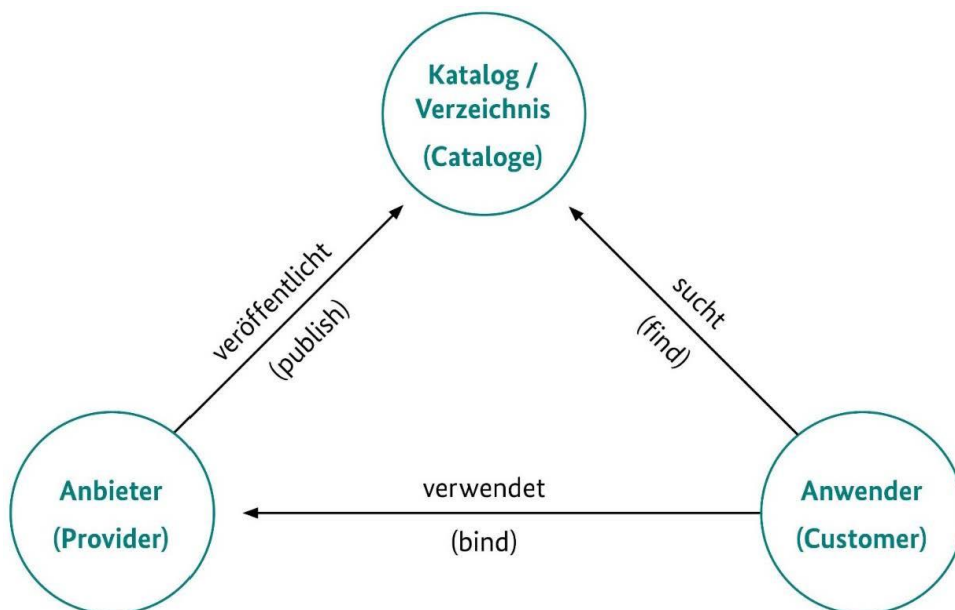 Katalog /
Verzeichnis
(Cataloge)
veröffentlicht
(publish)
sucht
(find)
Anbieter
(Provider)
verwendet
(bind)
Anwender
(Customer)